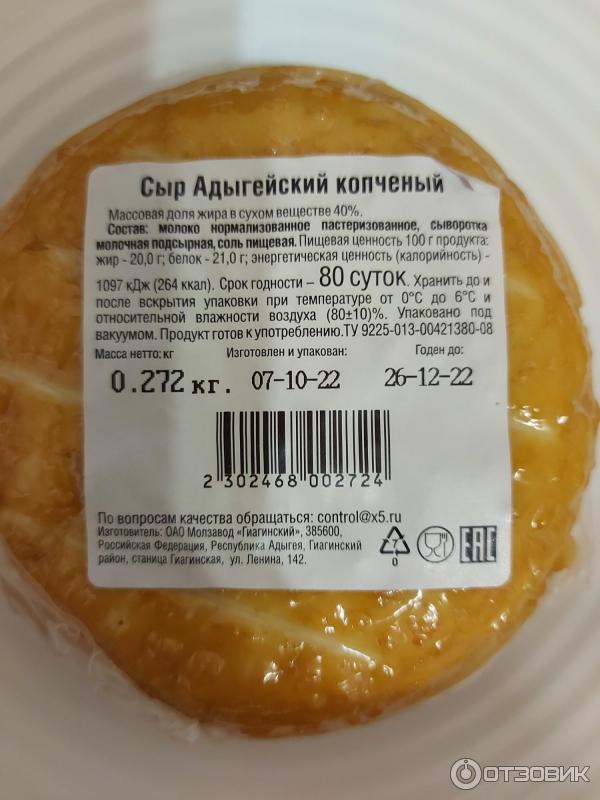 Сыр Адыгейский копченый
Массовая доля жира в сухом веществе 40%.
Состав: молоко нормализованное пастеризованное, сыворотка
молочная подсырная, соль пищевая. Пищевая ценность 100 г продукта:
жир - 20,0 г; белок - 21,0 г; энергетическая ценность (калорийность) -
1097 кДж (264 ккал). Срок годности – 80 суток. Хранить до и
после вскрытия упаковки при температуре от 0°С до 6°С и
относительной влажности воздуха (80±10)%. Упаковано под
вакуумом. Продукт готов к употреблению. ТУ 9225-013-00421380-08
Масса нетто: кг Изготовлен и упакован: Годен до:
0.272 кг. 07-10-22 26-12-22
2 302468 002724
По вопросам качества обращаться: control@x5.ru
Изготовитель: ОАО Молзавод «Гиагинский», 385600,
Российская Федерация, Республика Адыгея, Гиагинский
район, станица Гиагинская, ул. Ленина, 142.
7
0
EAC
ОТЗОВИК